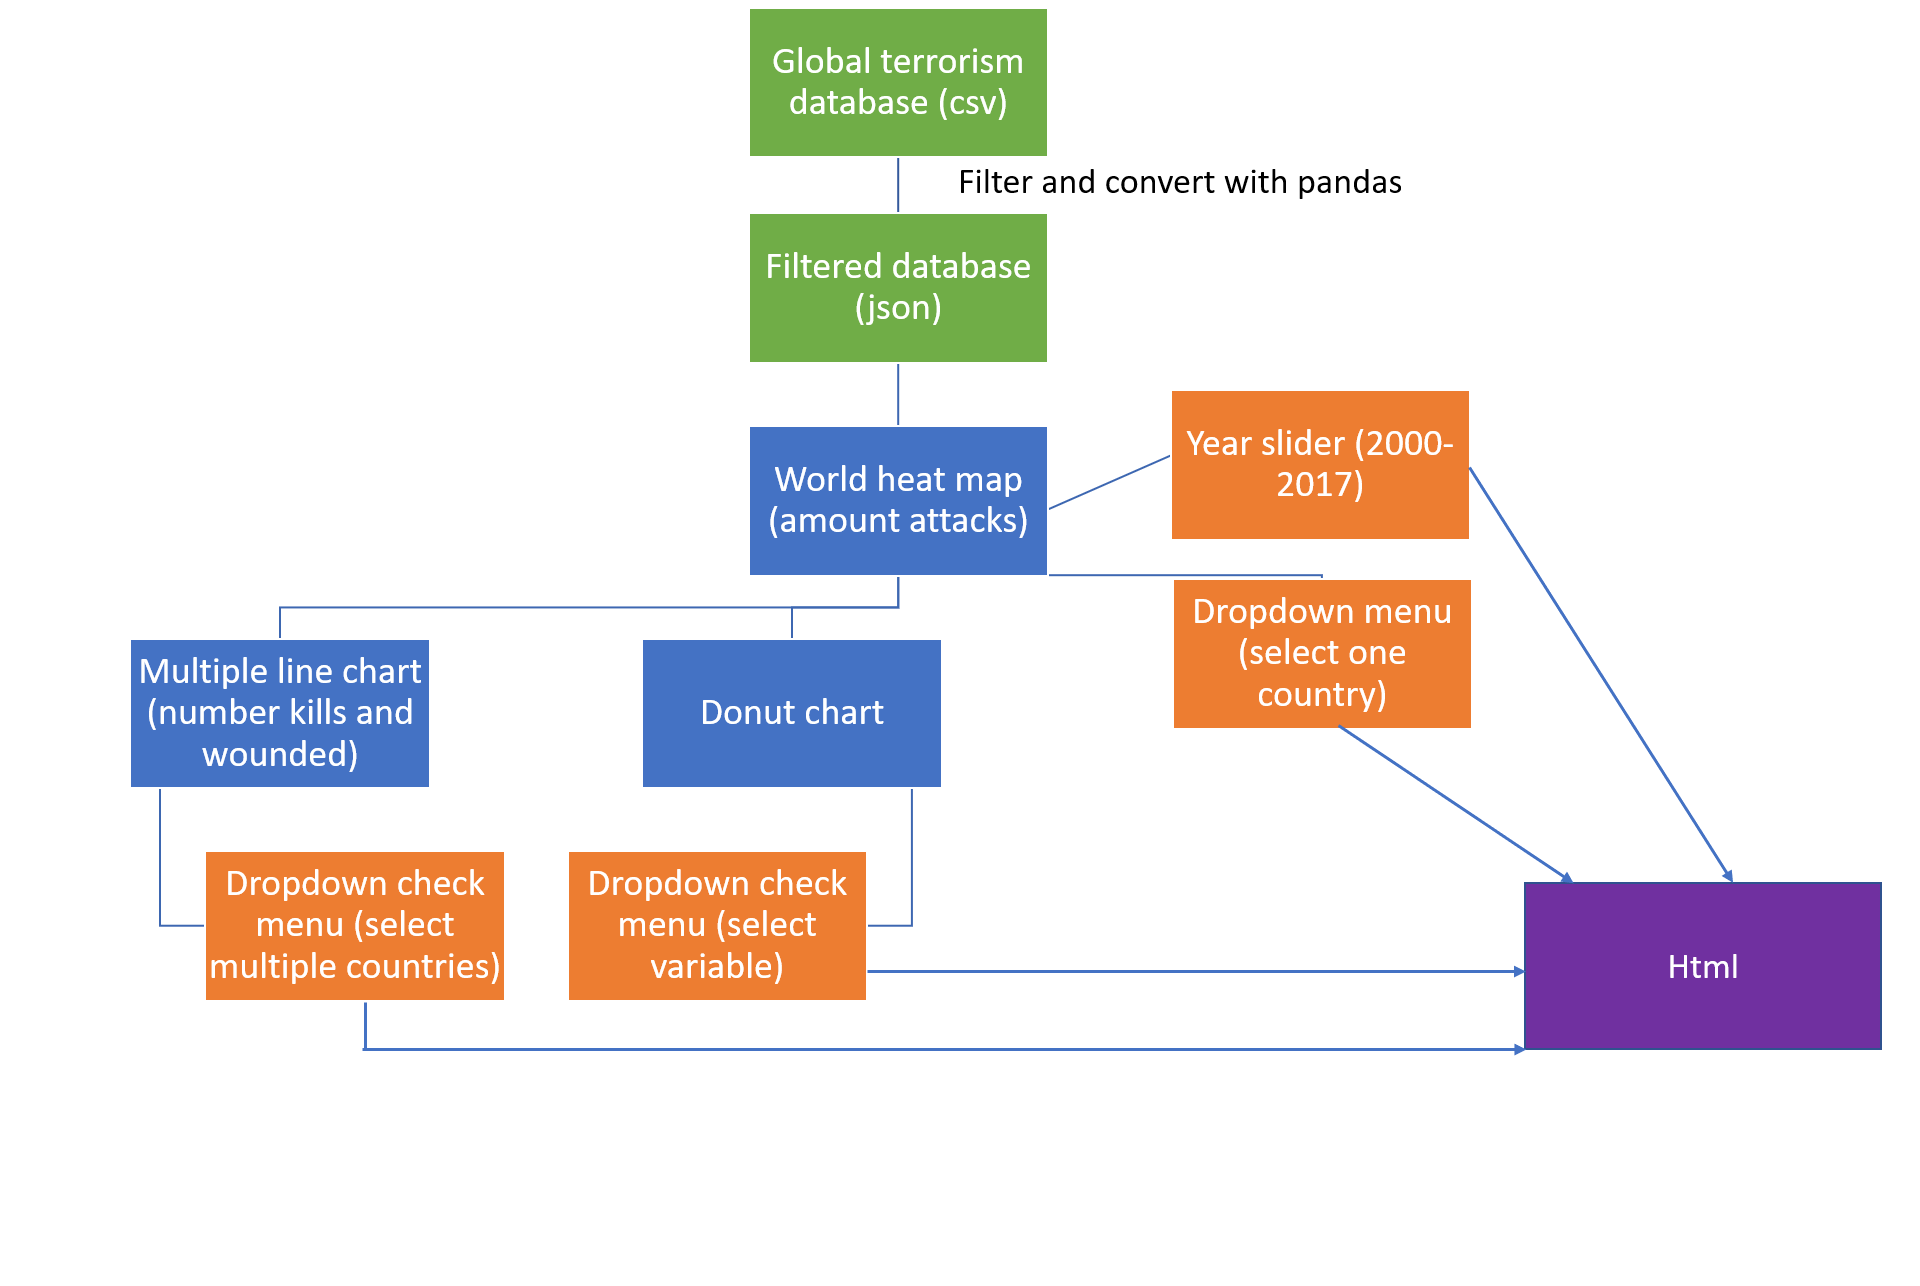 Global terrorism
database (csv)
Filter and convert with pandas
Filtered database
(json)
World heat map
(amount attacks)
Year slider (2000-
2017)
Dropdown menu
(select one
country)
Multiple line chart
(number kills and
wounded)
Donut chart
Dropdown check
menu (select
multiple countries)
Dropdown check
menu (select
variable)
Html